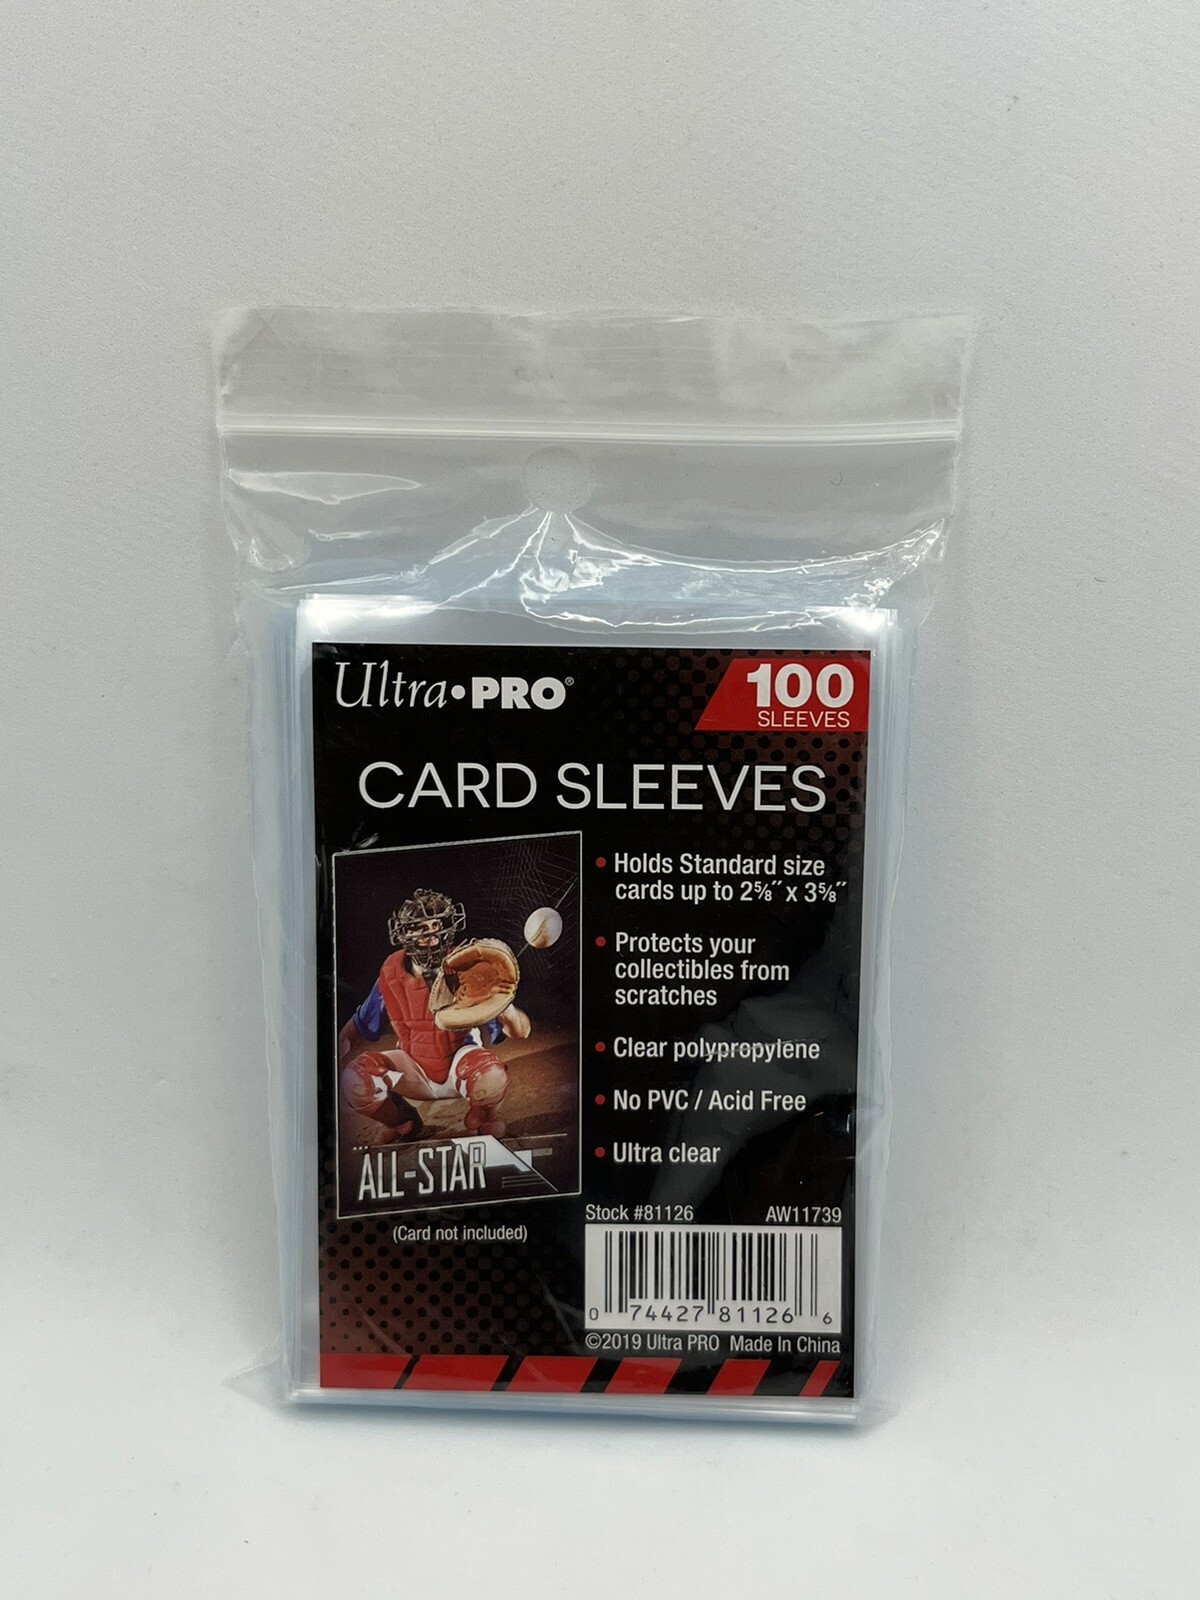 Ultra•PRO®
100
SLEEVES
CARD SLEEVES
• Holds Standard size
cards up to 2⅝″ x 3⅝″
• Protects your
collectibles from
scratches
• Clear polypropylene
• No PVC / Acid Free
• Ultra clear
ALL-STAR
(Card not included)
Stock #81126 AW11739
0 74427 81126 6
©2019 Ultra PRO Made In China